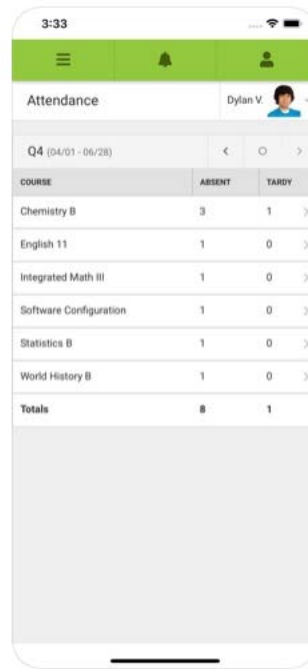 3:33
Attendance Dylan V.
Q4 (04/01 - 06/28)
COURSE ABSENT TARDY
Chemistry B 3 1
English 11 1 0
Integrated Math III 1 0
Software Configuration 1 0
Statistics B 1 0
World History B 1 0
Totals 8 1